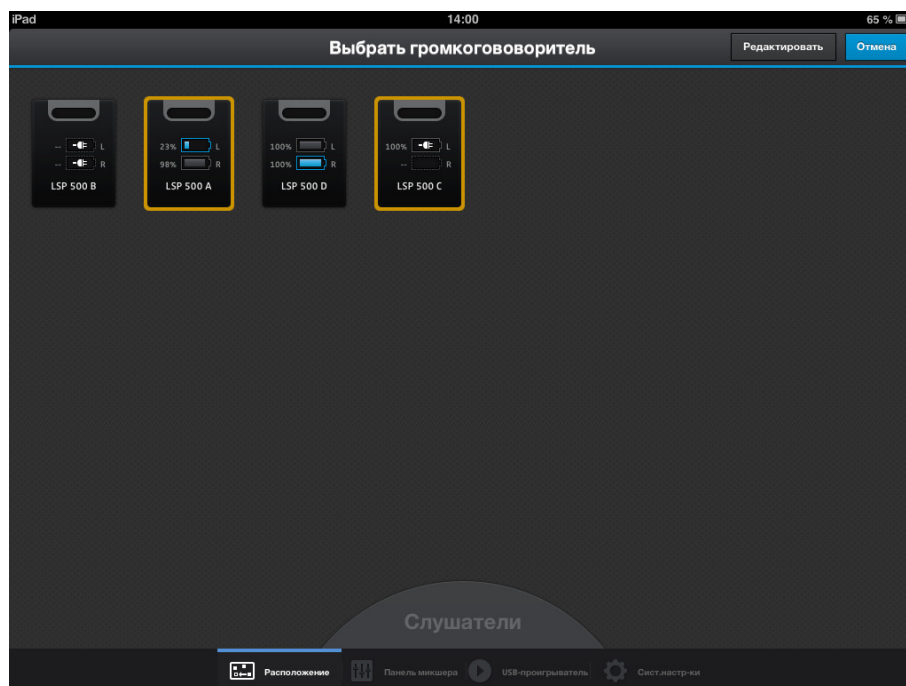 iPad 14:00 65 %
Выбрать громкогововоритель Редактировать Отмена
-- L
-- R
LSP 500 B
23% L
98% R
LSP 500 A
100% L
100% R
LSP 500 D
100% L
-- R
LSP 500 C
Слушатели
Расположение Панель микшера USB-проигрыватель Сист.настр-ки